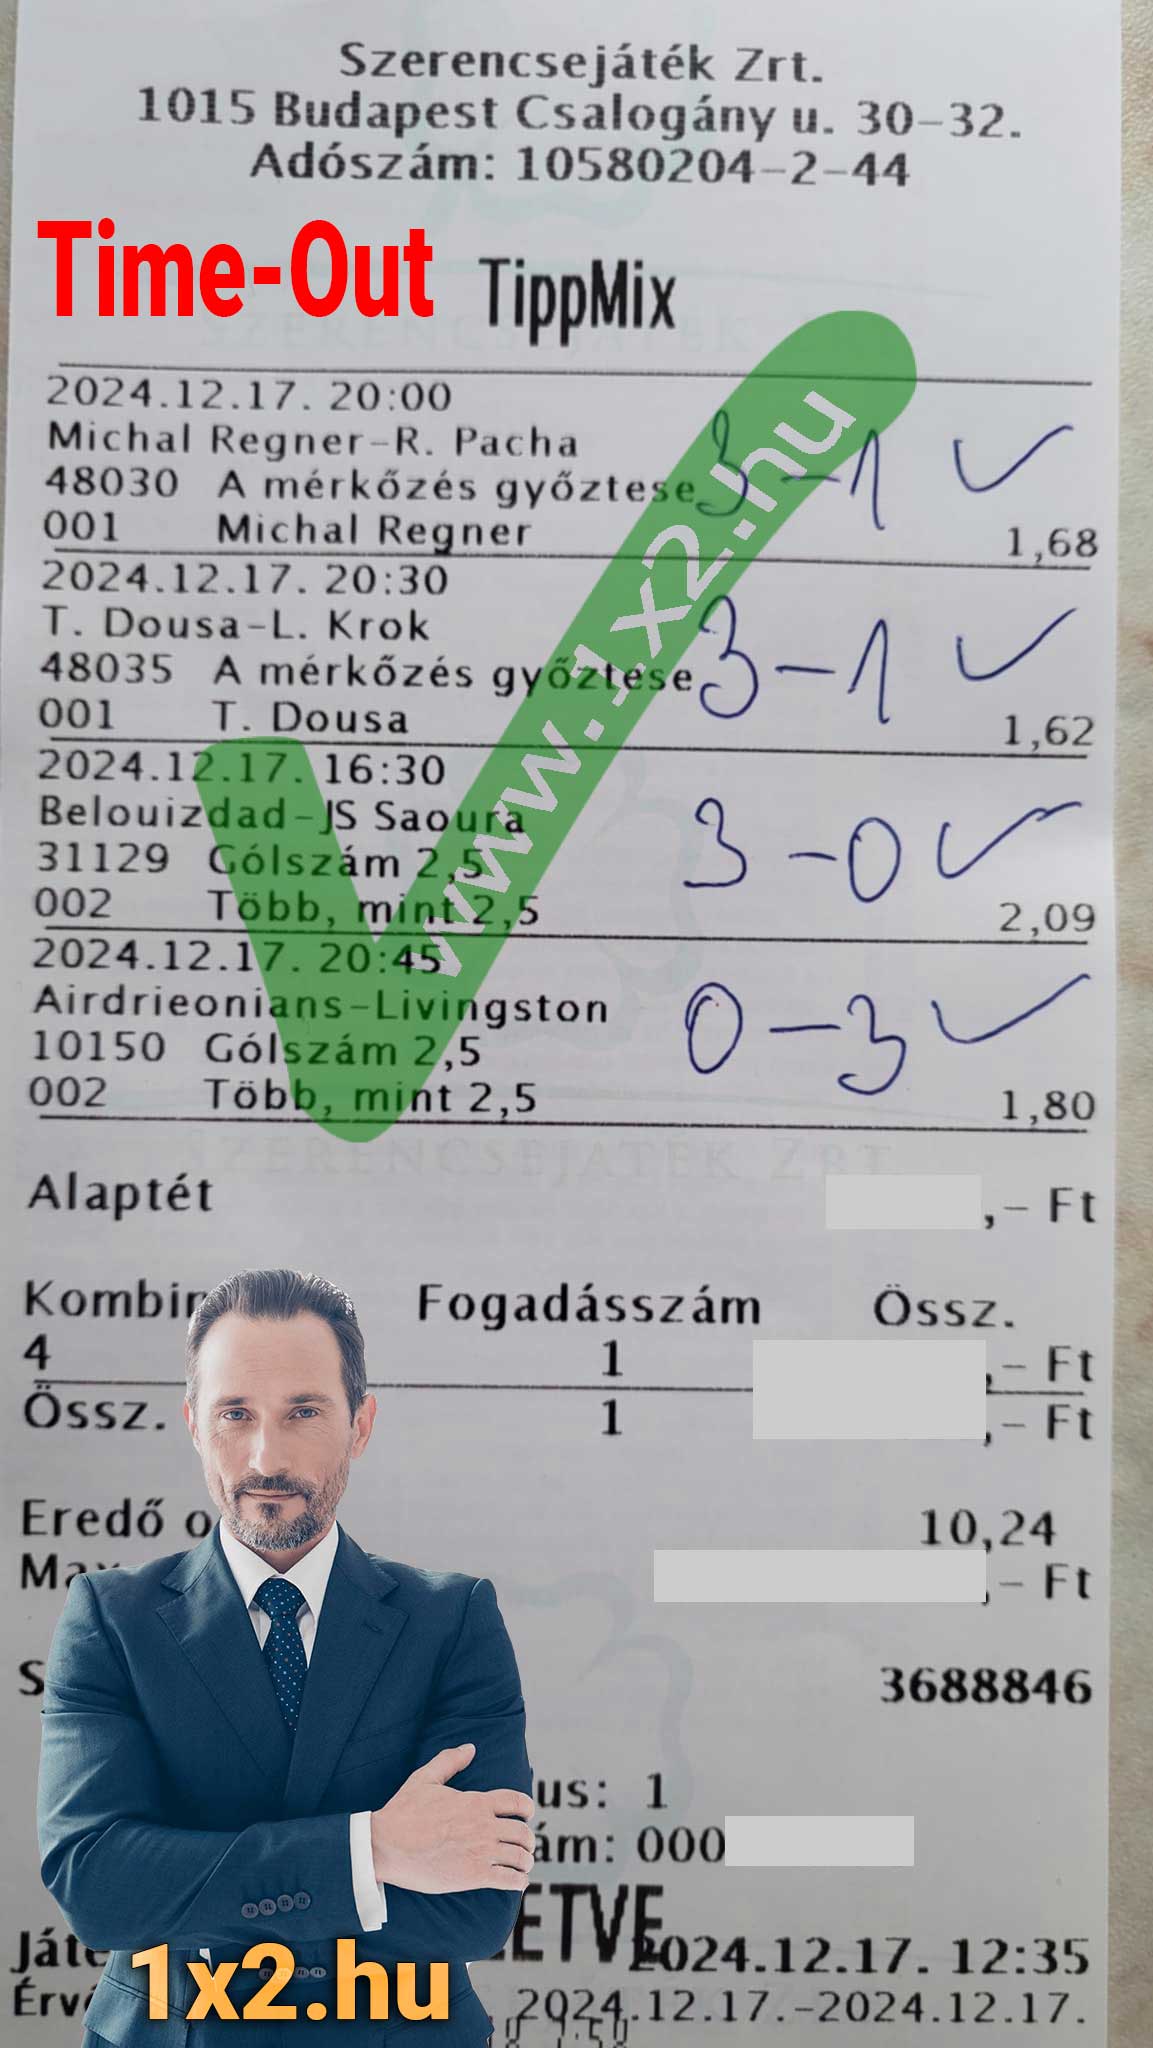 Szerencsejáték Zrt.
1015 Budapest Csalogány u. 30-32.
Adószám: 10580204-2-44
Time-Out
TippMix
2024.12.17. 20:00
Michal Regner-R. Pacha
48030 A mérkőzés győztese 3-1 ✓
001 Michal Regner 1,68
2024.12.17. 20:30
T. Dousa-L. Krok
48035 A mérkőzés győztese 3-1 ✓
001 T. Dousa 1,62
2024.12.17. 16:30
Belouizdad-JS Saoura
31129 Gólszám 2,5 3-0 ✓
002 Több, mint 2,5 2,09
2024.12.17. 20:45
Airdrieonians-Livingston
10150 Gólszám 2,5 0-3 ✓
002 Több, mint 2,5 1,80
www.1x2.hu
SZERENCSEJÁTÉK ZRT.
Alaptét ,- Ft
Fogadásszám Össz.
4 1 ,- Ft
Össz. 1 ,- Ft
Eredő 10,24
,- Ft
3688846
1
000
2024.12.17. 12:35
2024.12.17.-2024.12.17.
1x2.hu